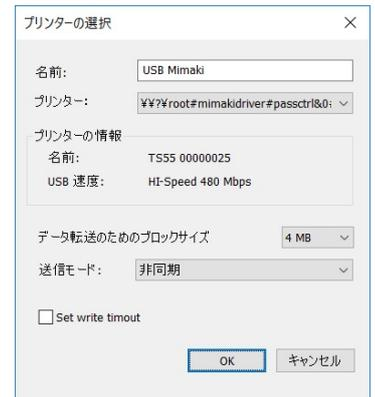 プリンターの選択
名前: USB Mimaki
プリンター: ¥¥?¥root#mimakidriver#passctrl&0:
プリンターの情報
名前: TS55 00000025
USB 速度: HI-Speed 480 Mbps
データ転送のためのブロックサイズ 4 MB
送信モード: 非同期
Set write timout
OK キャンセル